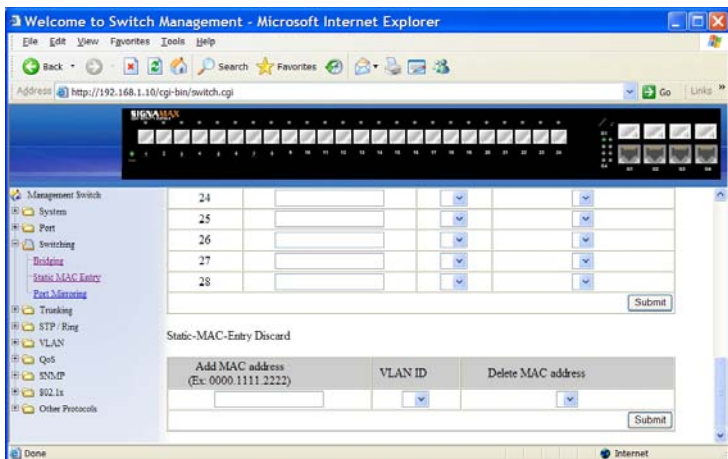 Welcome to Switch Management - Microsoft Internet Explorer
File Edit View Favorites Tools Help
Back Search Favorites
Address http://192.168.1.10/cgi-bin/switch.cgi Go Links »
SIGNAMAX
Management Switch
System
Port
Switching
Bridging
Static MAC Entry
Port Mirroring
Trunking
STP / Ring
VLAN
QoS
SNMP
802.1x
Other Protocols
24
25
26
27
28
Submit
Static-MAC-Entry Discard
Add MAC address
(Ex: 0000.1111.2222)
VLAN ID
Delete MAC address
Submit
Done
Internet